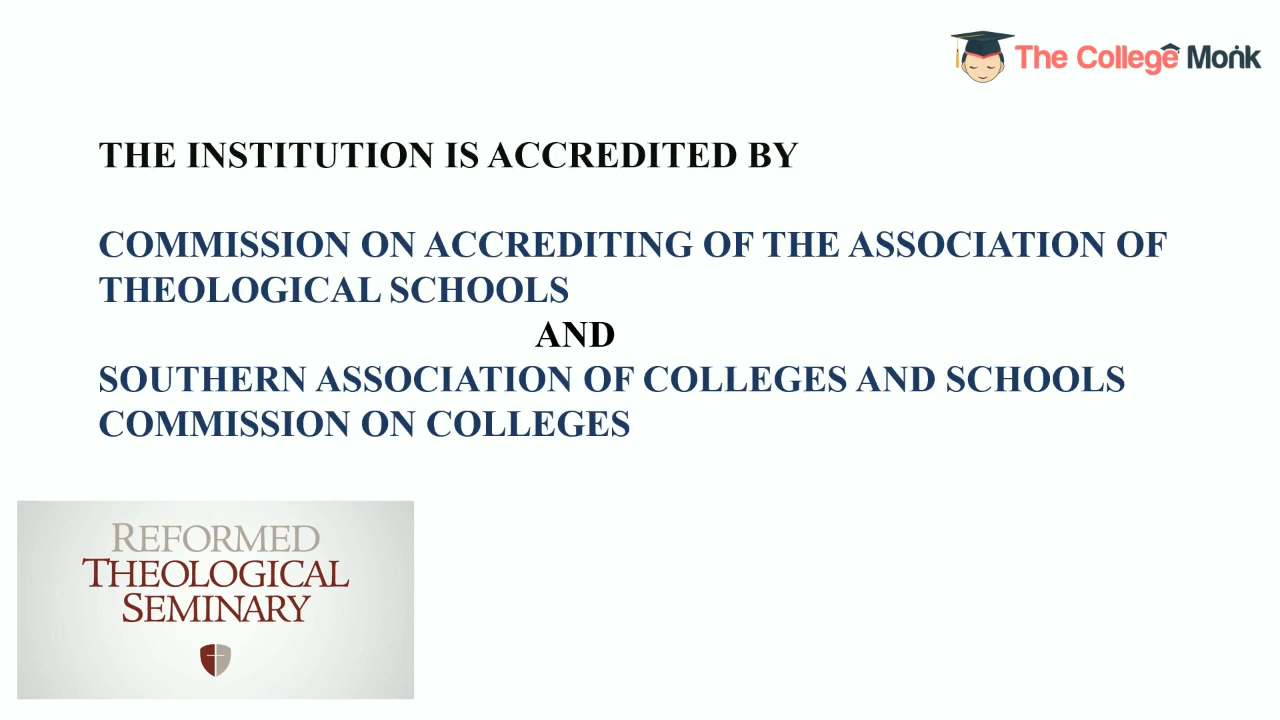 The College Monk
THE INSTITUTION IS ACCREDITED BY
COMMISSION ON ACCREDITING OF THE ASSOCIATION OF
THEOLOGICAL SCHOOLS
AND
SOUTHERN ASSOCIATION OF COLLEGES AND SCHOOLS
COMMISSION ON COLLEGES
REFORMED
THEOLOGICAL
SEMINARY